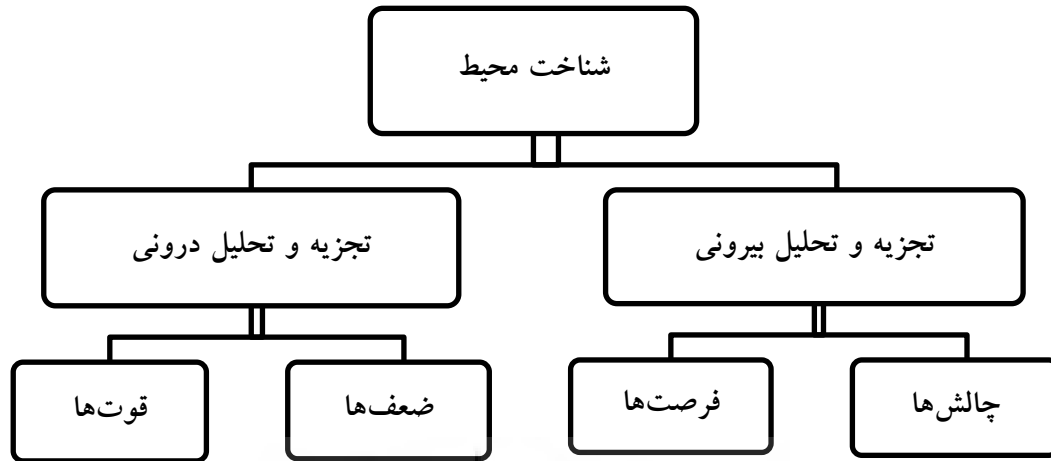 شناخت محیط
تجزیه و تحلیل بیرونی
تجزیه و تحلیل درونی
چالش‌ها
فرصت‌ها
ضعف‌ها
قوت‌ها